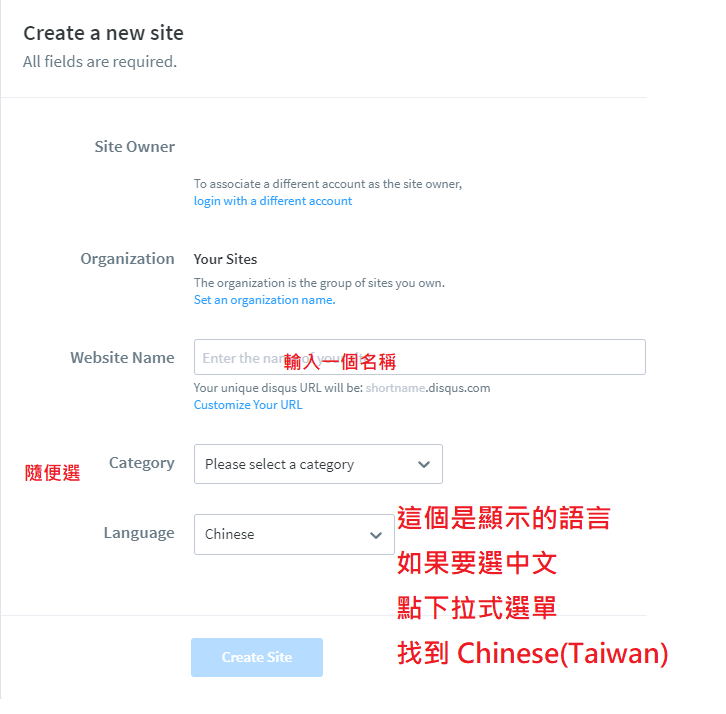 Create a new site
All fields are required.
Site Owner
To associate a different account as the site owner,
login with a different account
Organization
Your Sites
The organization is the group of sites you own.
Set an organization name.
Website Name
Enter the name of your site
輸入一個名稱
Your unique disqus URL will be: shortname.disqus.com
Customize Your URL
隨便選
Category
Please select a category
Language
Chinese
這個是顯示的語言
如果要選中文
點下拉式選單
找到 Chinese(Taiwan)
Create Site